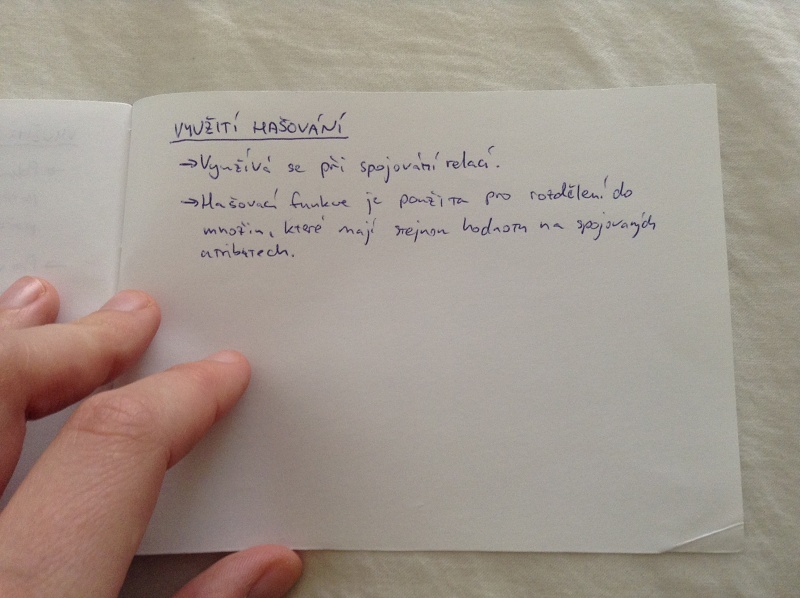 VYUŽITÍ HAŠOVÁNÍ
→Využívá se při spojování relací.
→Hašovací funkce je použita pro rozdělení do
množin, které mají stejnou hodnotu na spojovaných
atributech.